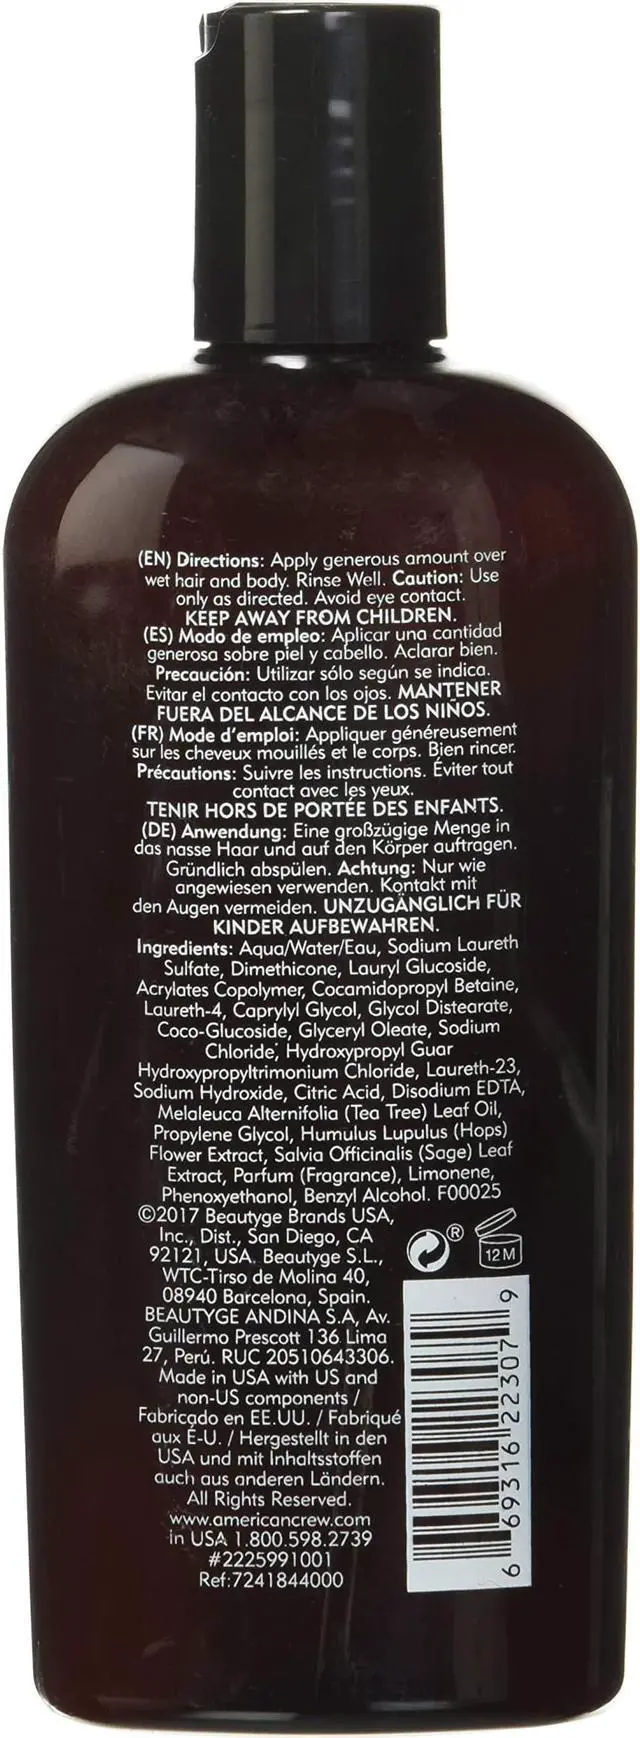 (EN) Directions: Apply generous amount over
wet hair and body. Rinse Well. Caution: Use
only as directed. Avoid eye contact.
KEEP AWAY FROM CHILDREN.
(ES) Modo de empleo: Aplicar una cantidad
generosa sobre piel y cabello. Aclarar bien.
Precaución: Utilizar sólo según se indica.
Evitar el contacto con los ojos. MANTENER
FUERA DEL ALCANCE DE LOS NIÑOS.
(FR) Mode d'emploi: Appliquer généreusement
sur les cheveux mouillés et le corps. Bien rincer.
Précautions: Suivre les instructions. Éviter tout
contact avec les yeux.
TENIR HORS DE PORTÉE DES ENFANTS.
(DE) Anwendung: Eine großzügige Menge in
das nasse Haar und auf den Körper auftragen.
Gründlich abspülen. Achtung: Nur wie
angewiesen verwenden. Kontakt mit
den Augen vermeiden. UNZUGÄNGLICH FÜR
KINDER AUFBEWAHREN.
Ingredients: Aqua/Water/Eau, Sodium Laureth
Sulfate, Dimethicone, Lauryl Glucoside,
Acrylates Copolymer, Cocamidopropyl Betaine,
Laureth-4, Caprylyl Glycol, Glycol Distearate,
Coco-Glucoside, Glyceryl Oleate, Sodium
Chloride, Hydroxypropyl Guar
Hydroxypropyltrimonium Chloride, Laureth-23,
Sodium Hydroxide, Citric Acid, Disodium EDTA,
Melaleuca Alternifolia (Tea Tree) Leaf Oil,
Propylene Glycol, Humulus Lupulus (Hops)
Flower Extract, Salvia Officinalis (Sage) Leaf
Extract, Parfum (Fragrance), Limonene,
Phenoxyethanol, Benzyl Alcohol. F00025
©2017 Beautyge Brands USA,
Inc., Dist., San Diego, CA
92121, USA. Beautyge S.L.,
WTC-Tirso de Molina 40,
08940 Barcelona, Spain.
BEAUTYGE ANDINA S.A, Av.
Guillermo Prescott 136 Lima
27, Perú. RUC 20510643306.
Made in USA with US and
non-US components /
Fabricado en EE.UU. / Fabriqué
aux É-U. / Hergestellt in den
USA und mit Inhaltsstoffen
auch aus anderen Ländern.
All Rights Reserved.
www.americancrew.com
in USA 1.800.598.2739
#2225991001
Ref:7241844000
®
12M
6 69316 22307 9